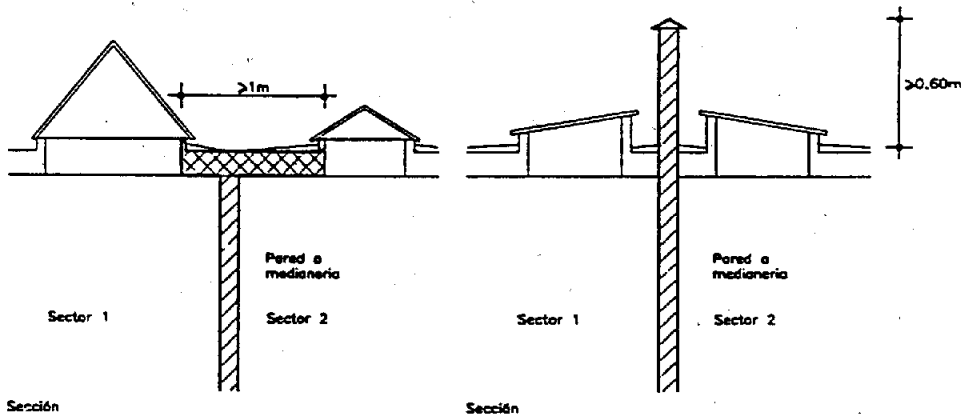 ≥1m
Pared o
medianería
Sector 1
Sector 2
Sección
≥0.60m
Pared o
medianería
Sector 1
Sector 2
Sección